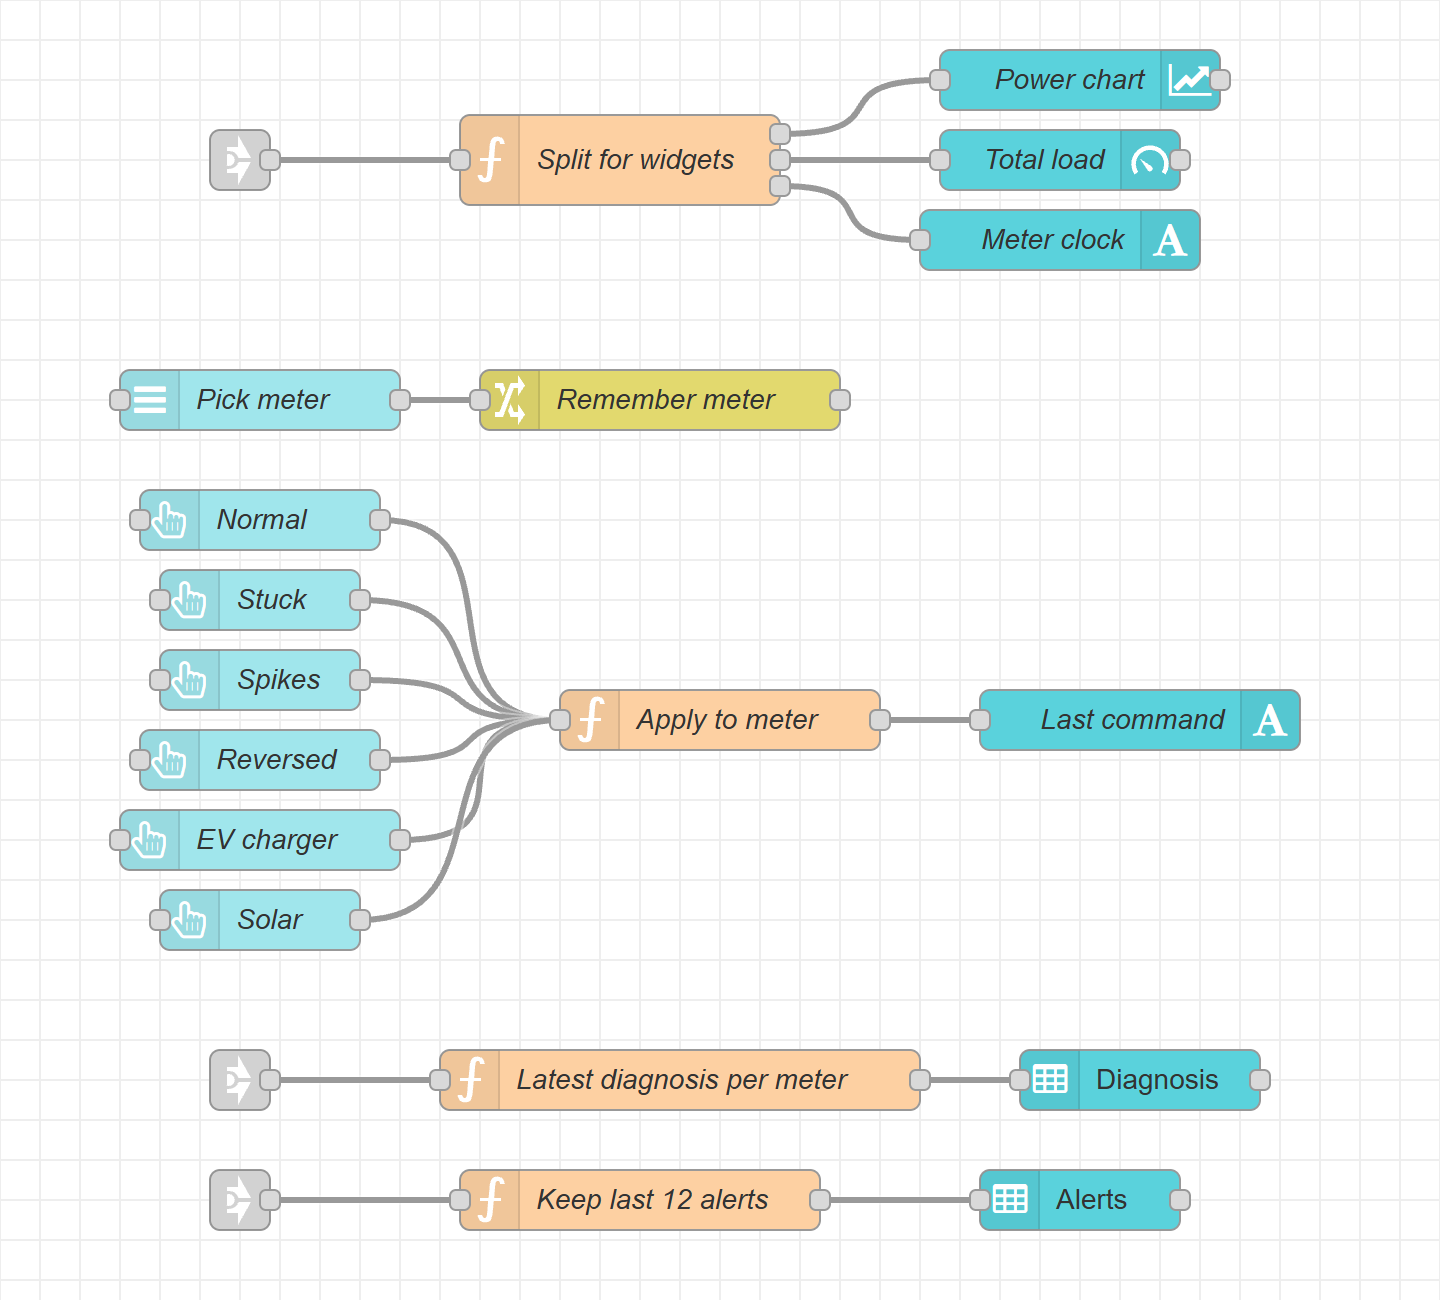 Power chart
Split for widgets
Total load
Meter clock
Pick meter
Remember meter
Normal
Stuck
Spikes
Apply to meter
Last command
Reversed
EV charger
Solar
Latest diagnosis per meter
Diagnosis
Keep last 12 alerts
Alerts